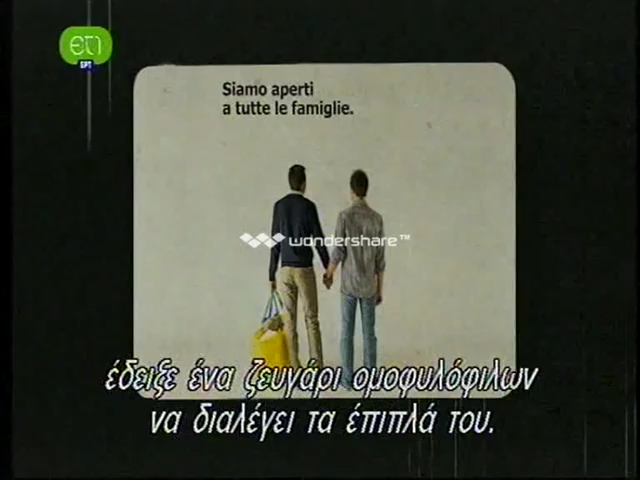 ετ1
ΕΡΤ
Siamo aperti
a tutte le famiglie.
wondershare™
έδειξε ένα ζευγάρι ομοφυλόφιλων
να διαλέγει τα έπιπλά του.